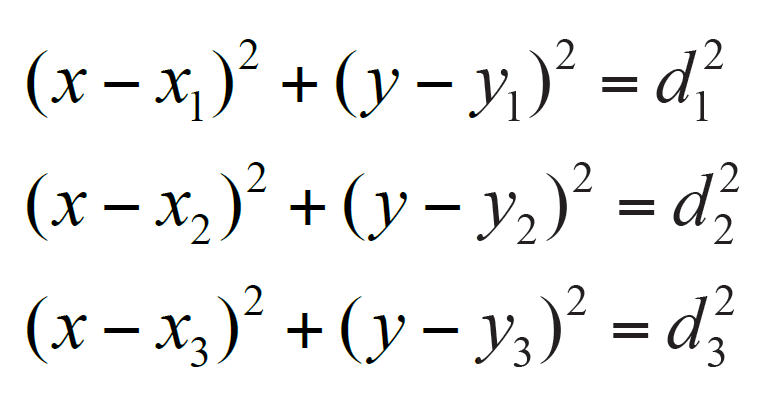 (x − x₁)² + (y − y₁)² = d₁²
(x − x₂)² + (y − y₂)² = d₂²
(x − x₃)² + (y − y₃)² = d₃²